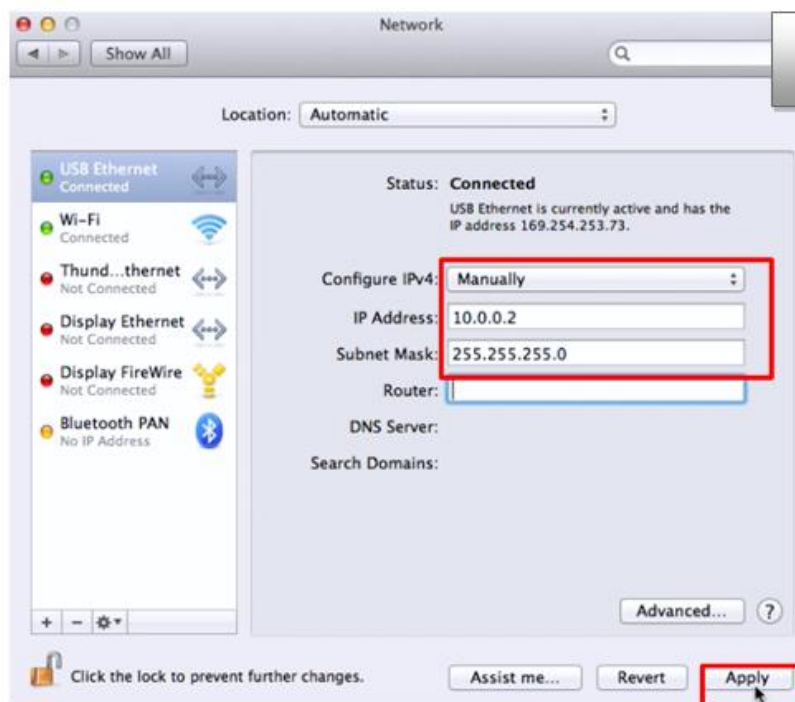 Network
Show All
Location: Automatic
USB Ethernet
Connected
Wi-Fi
Connected
Thund...thernet
Not Connected
Display Ethernet
Not Connected
Display FireWire
Not Connected
Bluetooth PAN
No IP Address
Status: Connected
USB Ethernet is currently active and has the
IP address 169.254.253.73.
Configure IPv4: Manually
IP Address: 10.0.0.2
Subnet Mask: 255.255.255.0
Router:
DNS Server:
Search Domains:
Advanced...
?
Click the lock to prevent further changes.
Assist me...
Revert
Apply